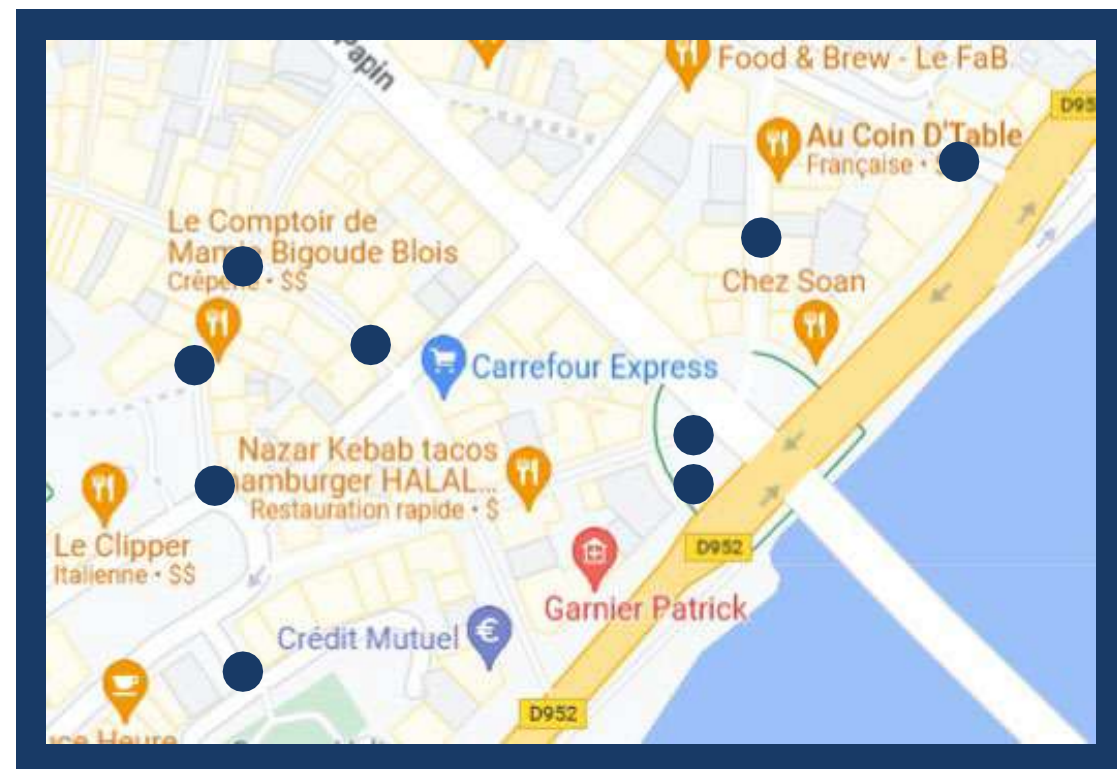 Papin
Food & Brew - Le FaB
D95
Au Coin D'Table
Française •
Le Comptoir de
Bigoude Blois
Crêperie • $$
Chez Soan
Carrefour Express
Nazar Kebab tacos
hamburger HALAL...
Restauration rapide • $
Le Clipper
Italienne • $$
D952
Garnier Patrick
Crédit Mutuel
D952